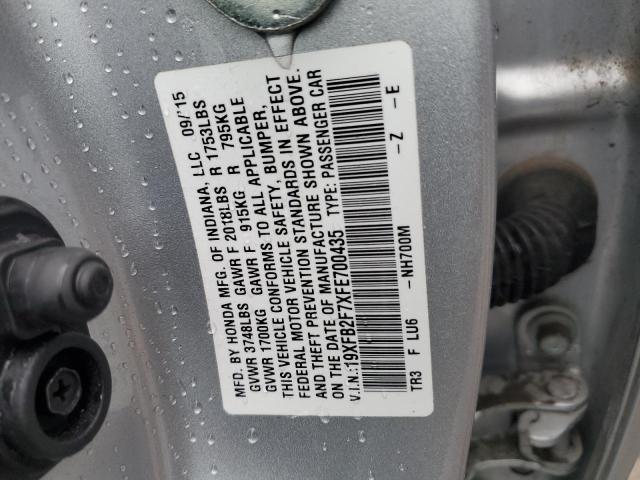 MFD. BY HONDA MFG. OF INDIANA, LLC 09/'15
GVWR 3748LBS GAWR F 2018LBS R 1753LBS
GVWR 1700KG GAWR F 915KG R 795KG
THIS VEHICLE CONFORMS TO ALL APPLICABLE
FEDERAL MOTOR VEHICLE SAFETY, BUMPER,
AND THEFT PREVENTION STANDARDS IN EFFECT
ON THE DATE OF MANUFACTURE SHOWN ABOVE.
V.I.N.:19XFB2F7XFE700435 TYPE: PASSENGER CAR
TR3 F LU6 -NH700M -Z -E